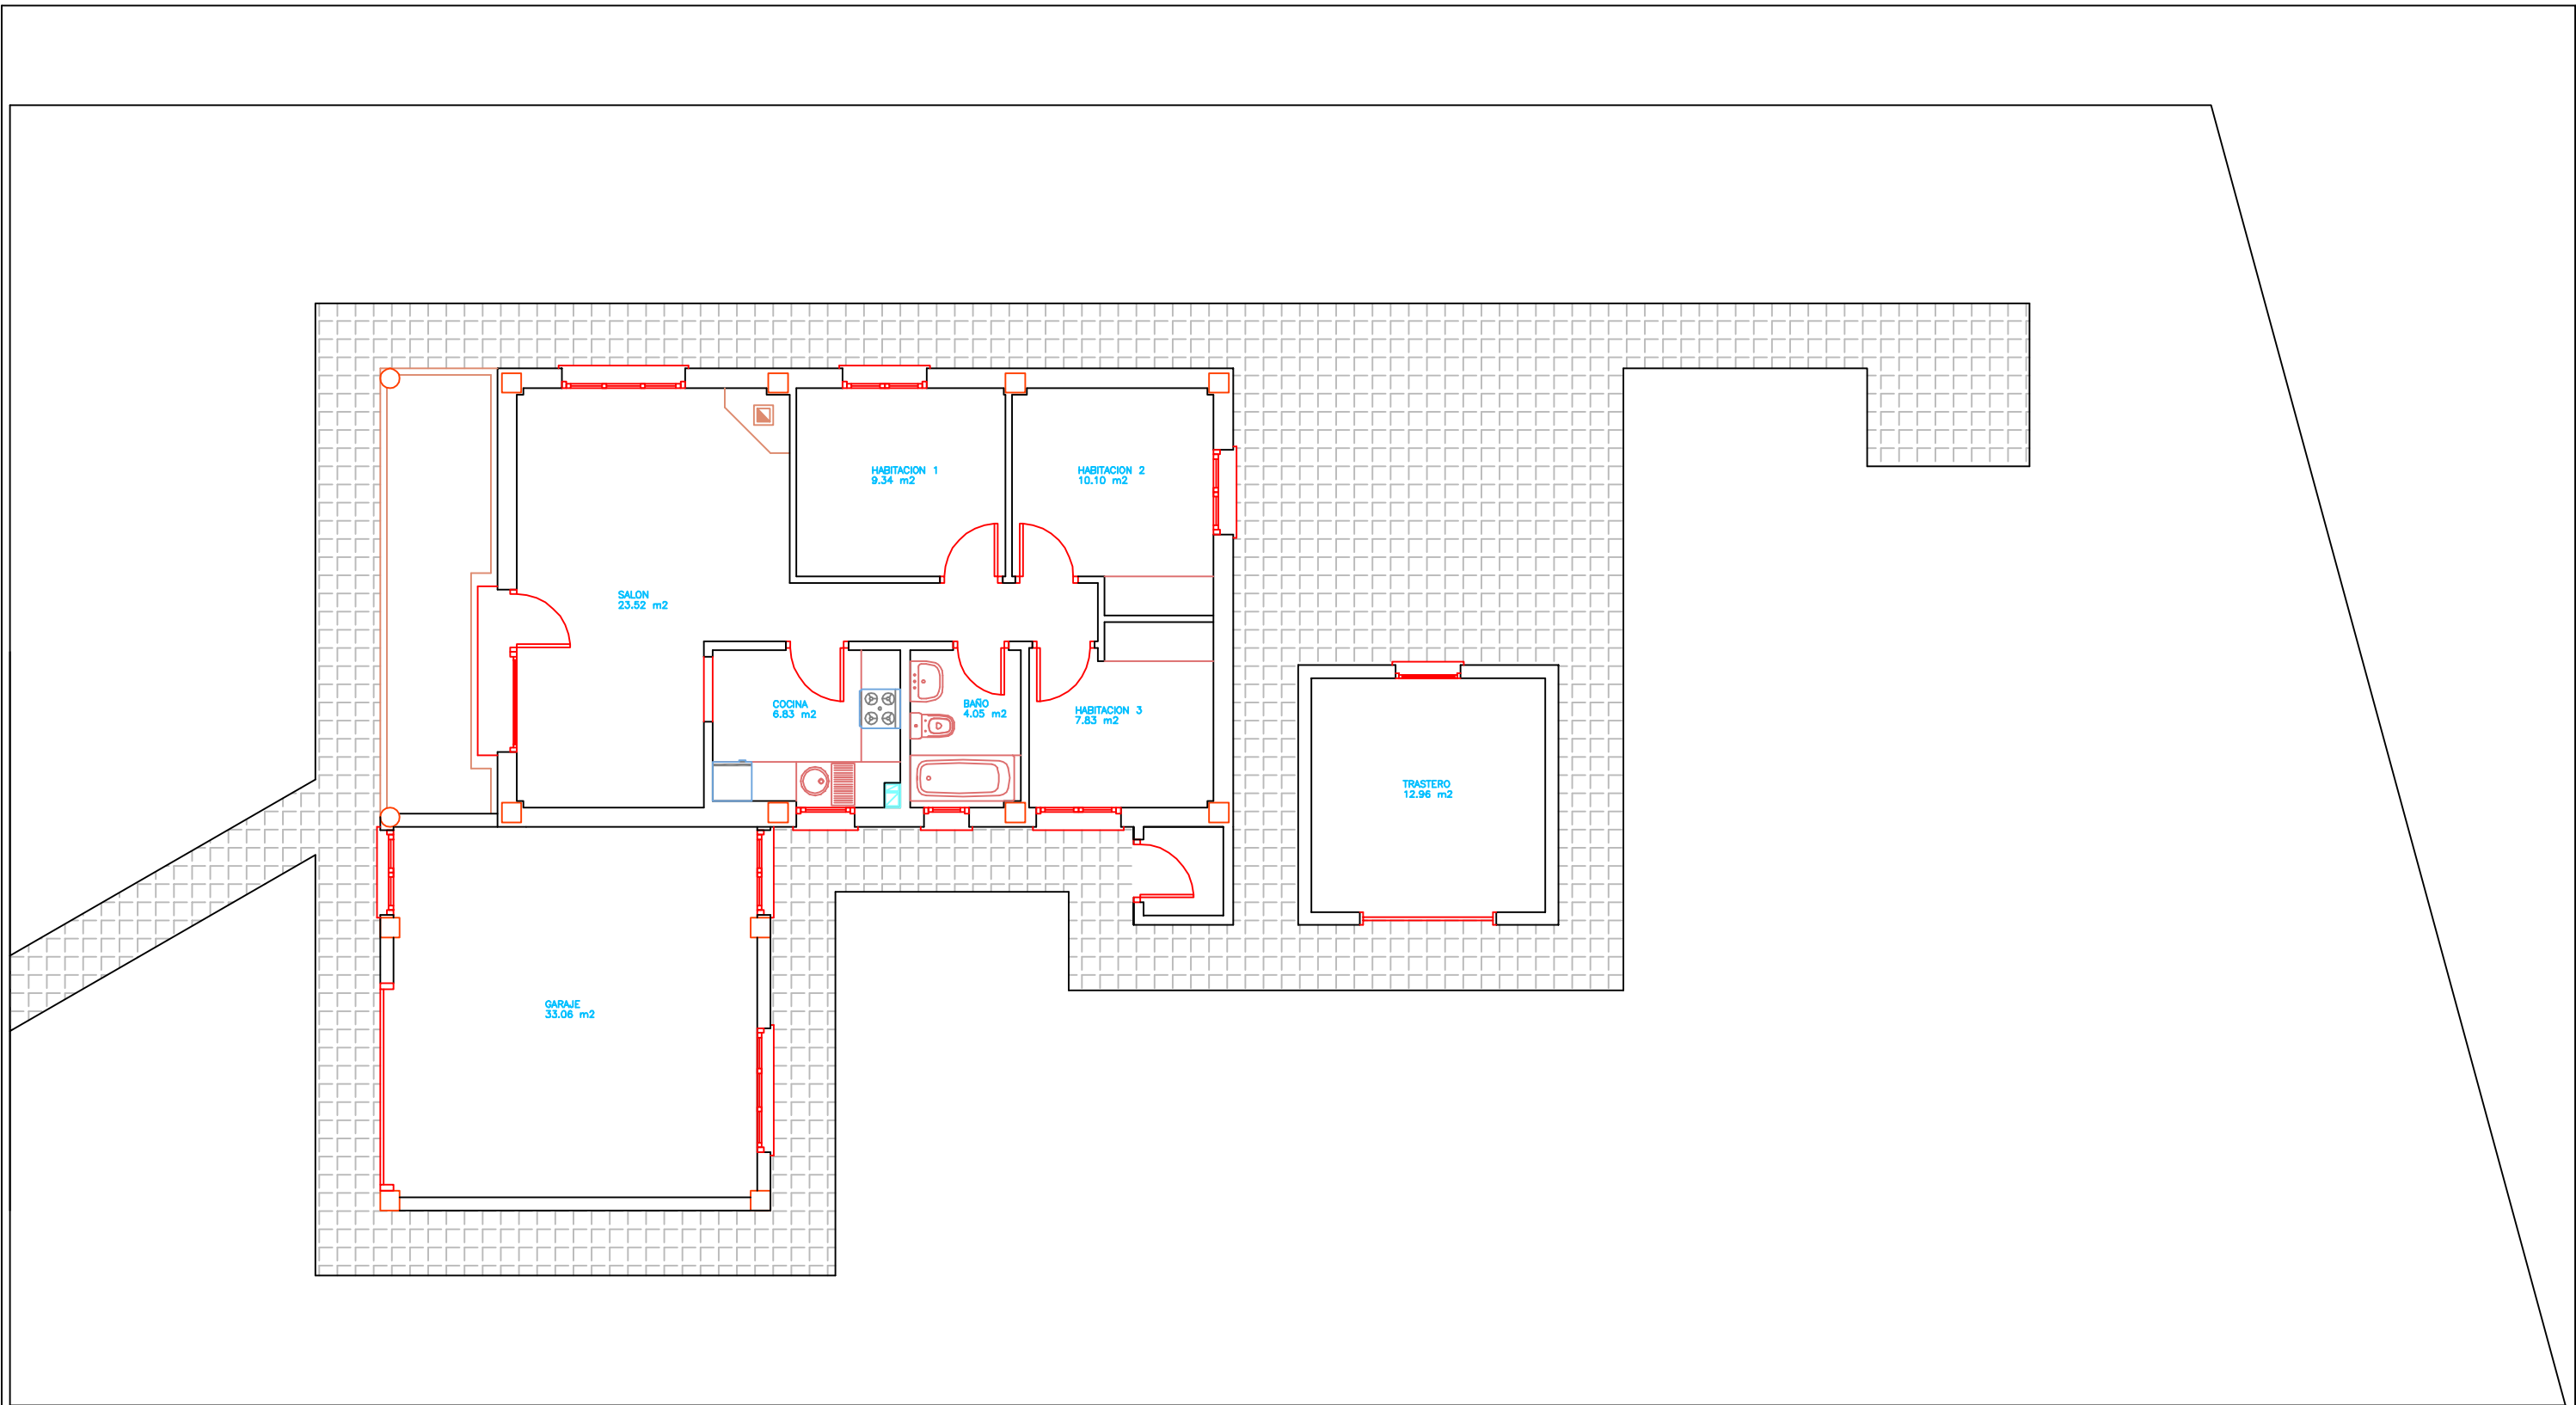 HABITACION 1
9.34 m2
HABITACION 2
10.10 m2
SALON
23.52 m2
COCINA
6.83 m2
BAÑO
4.05 m2
HABITACION 3
7.83 m2
TRASTERO
12.96 m2
GARAJE
33.06 m2